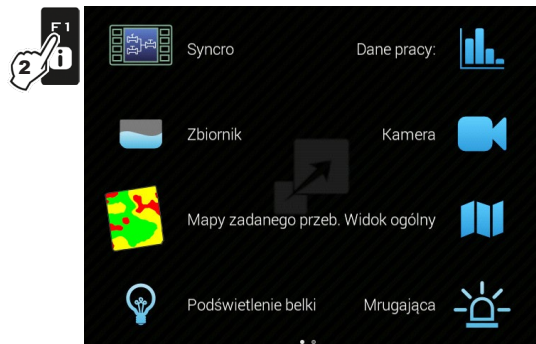 F1
2
Syncro Dane pracy:
Zbiornik Kamera
Mapy zadanego przeb. Widok ogólny
Podświetlenie belki Mrugająca